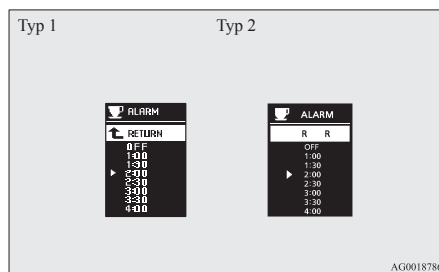 Typ 1
Typ 2
ALARM
RETURN
OFF
1:00
1:30
2:00
2:30
3:00
3:30
4:00
ALARM
R R
OFF
1:00
1:30
2:00
2:30
3:00
3:30
4:00
AG0018786